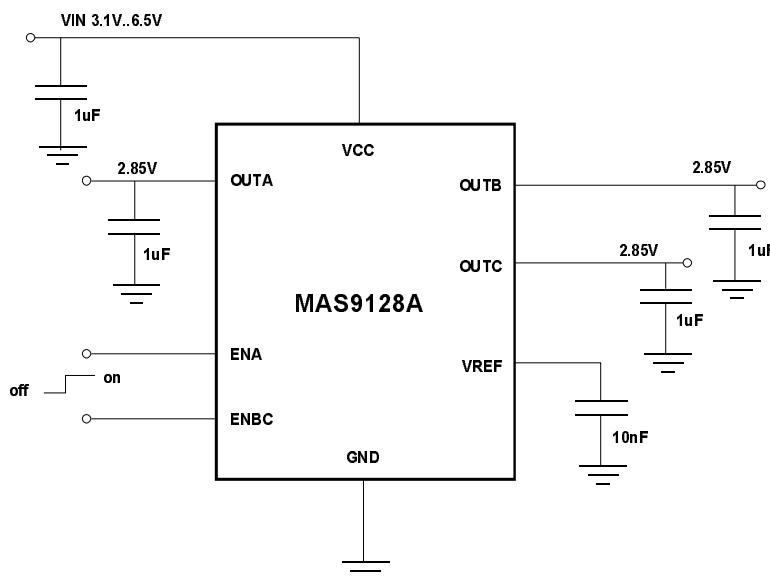 VIN 3.1V..6.5V
1uF
VCC
2.85V
OUTA
1uF
2.85V
OUTB
1uF
2.85V
OUTC
1uF
MAS9128A
ENA
off
on
ENBC
VREF
10nF
GND